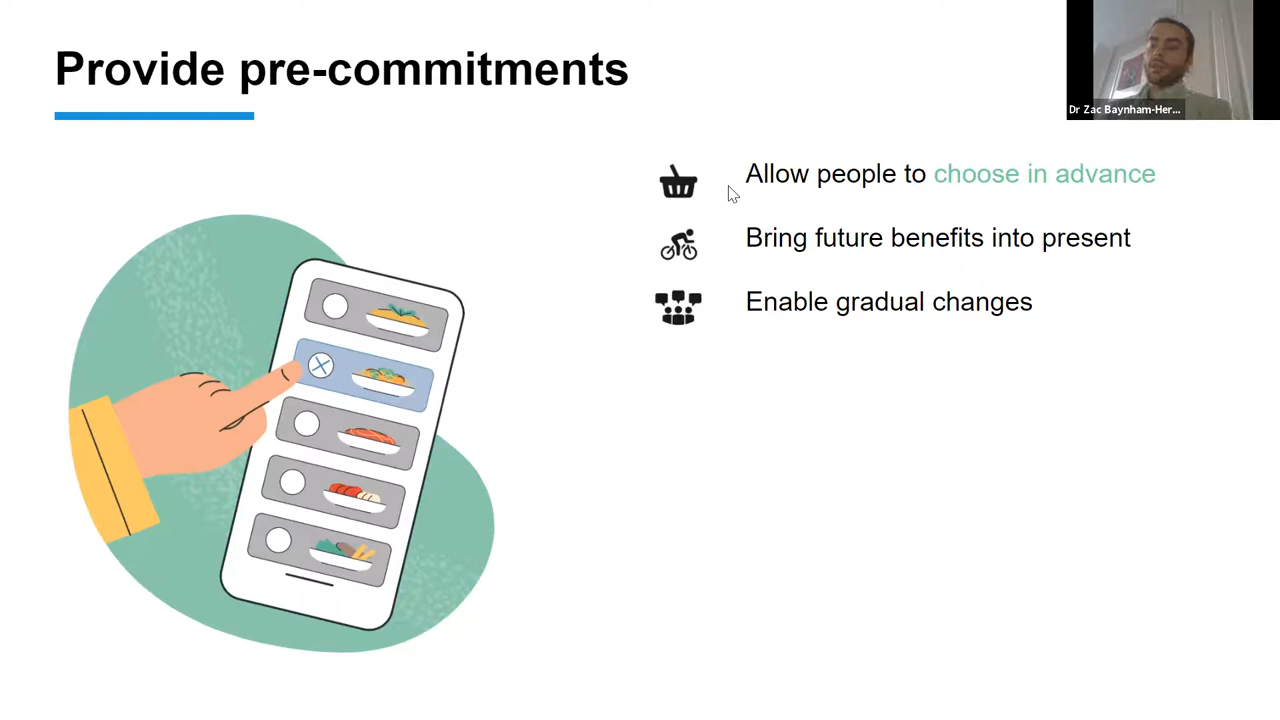 Provide pre-commitments
Dr Zac Baynham-Her...
Allow people to choose in advance
Bring future benefits into present
Enable gradual changes